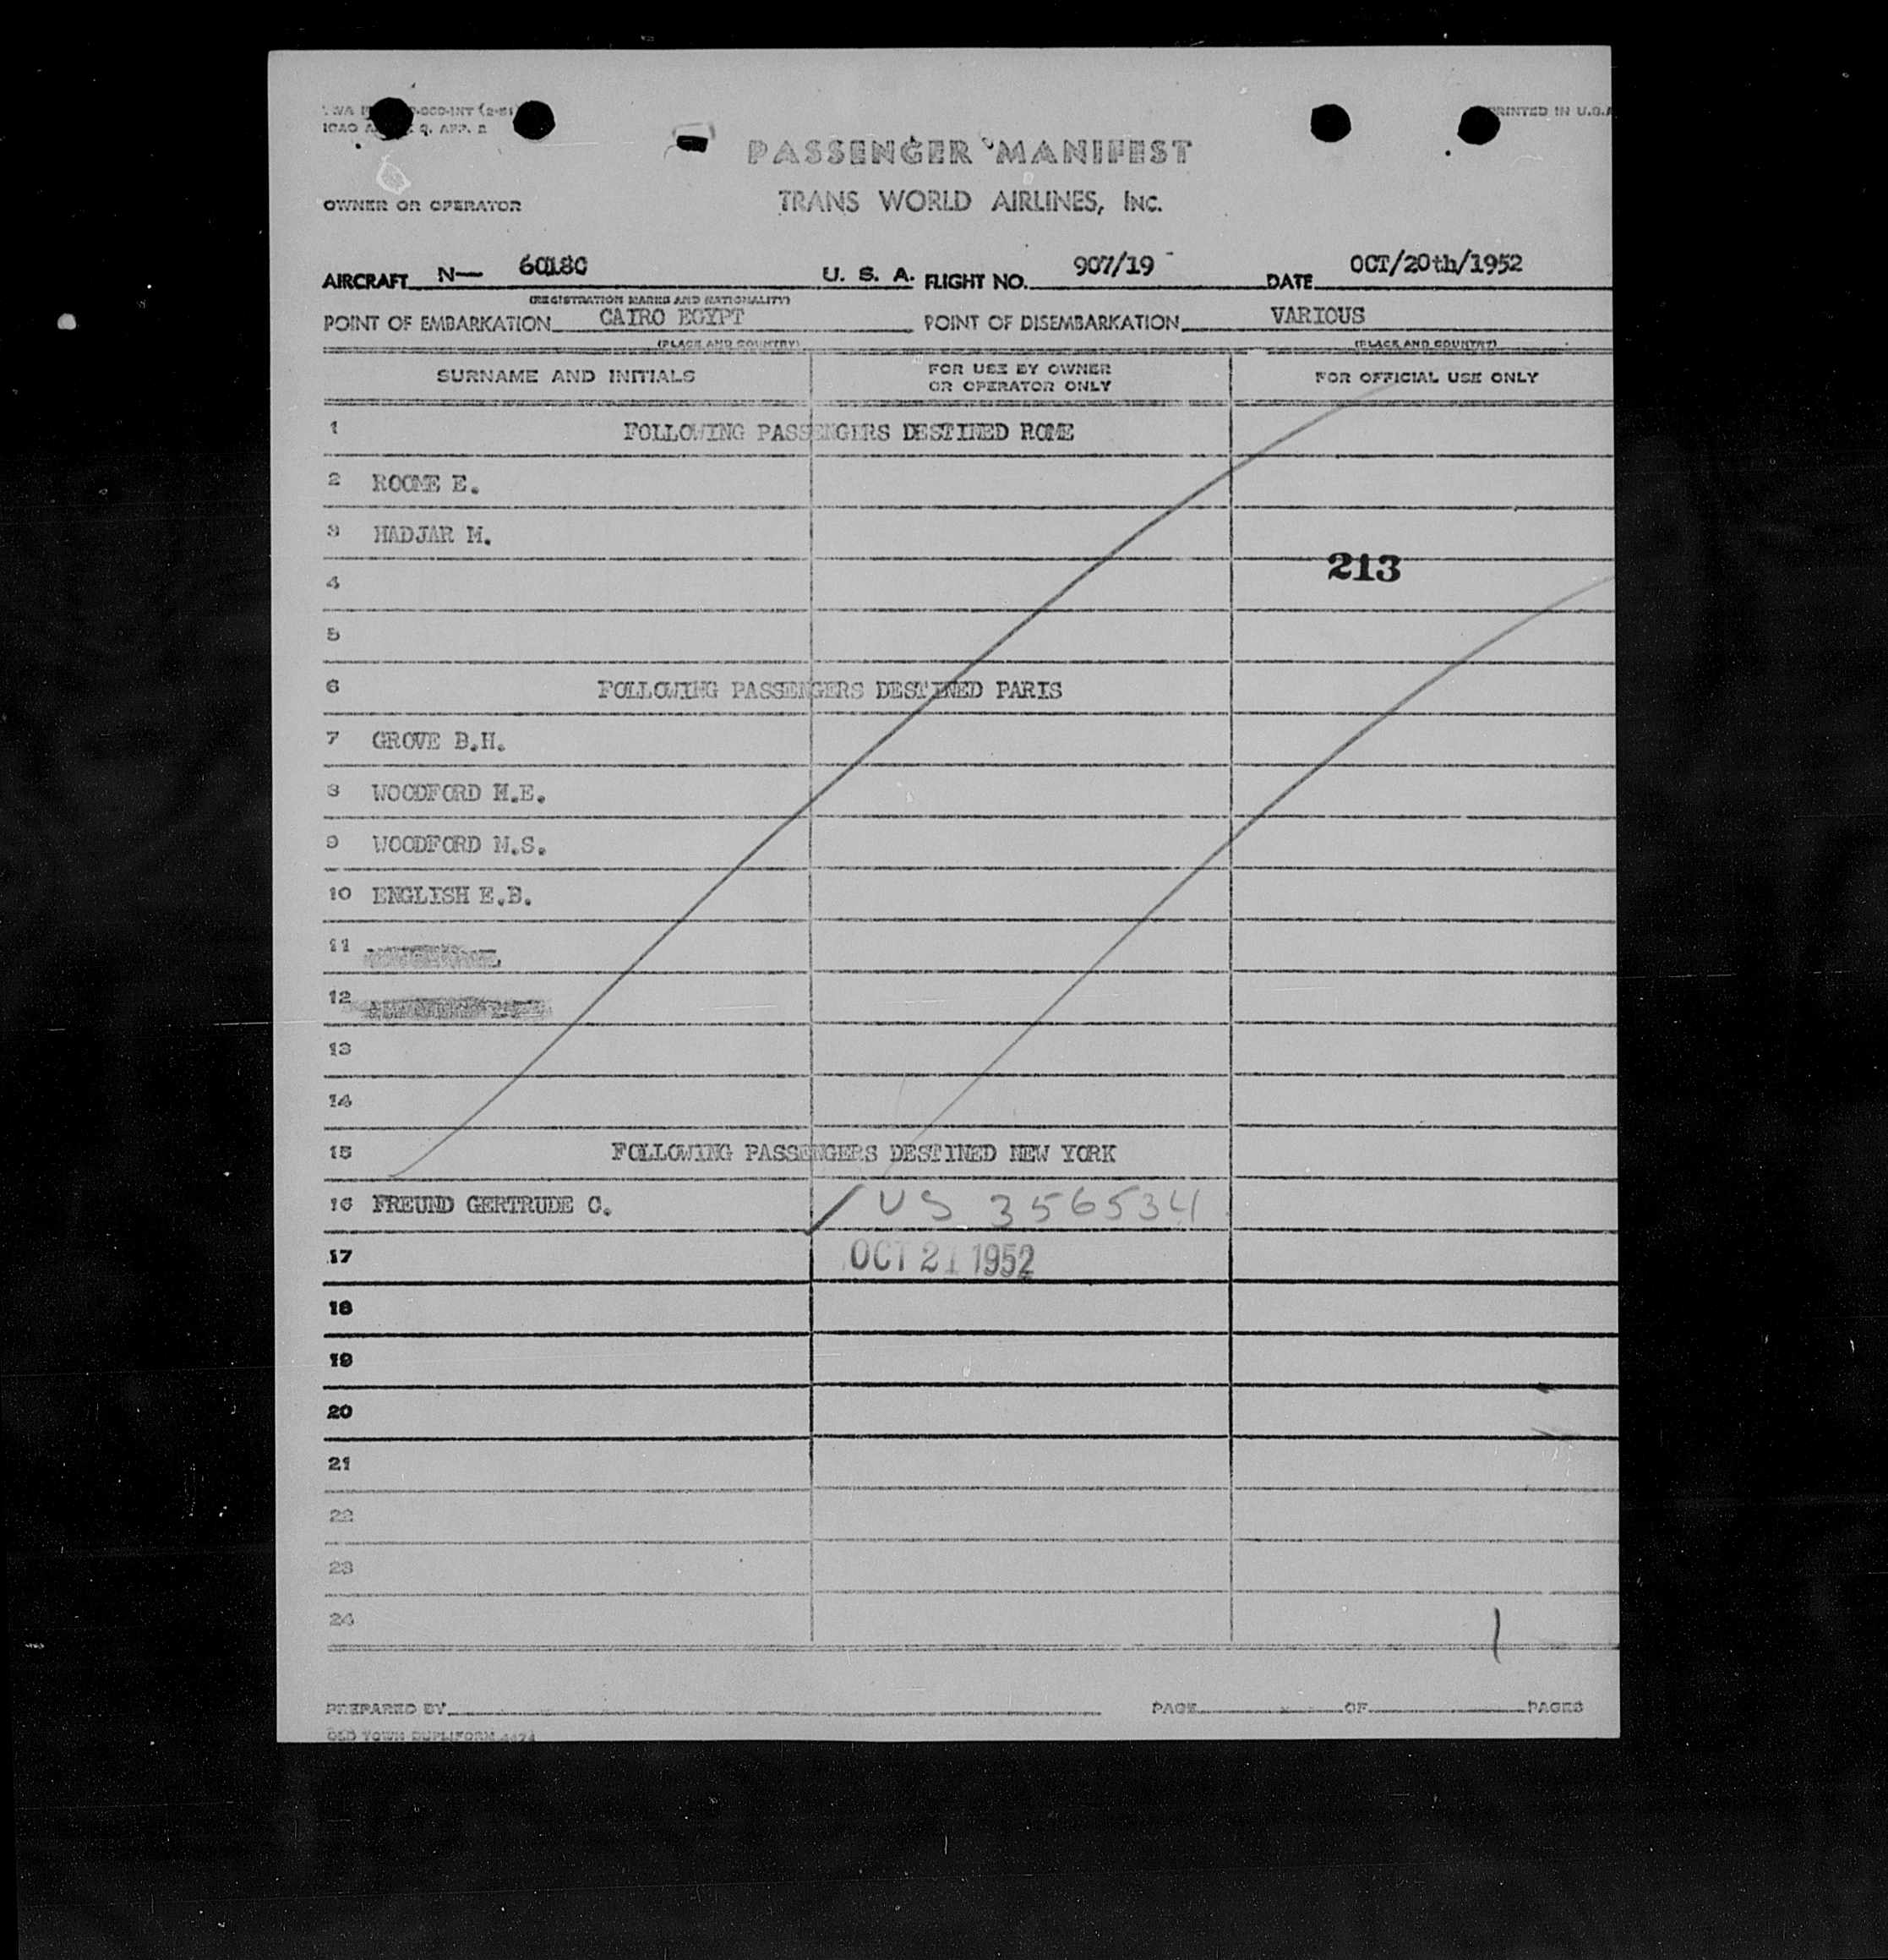 PRINTED IN U.S.A
PASSENGER MANIFEST
OWNER OR OPERATOR TRANS WORLD AIRLINES, INC.
AIRCRAFT N— 6018C U. S. A. FLIGHT NO. 907/19 DATE OCT/20th/1952
(REGISTRATION MARKS AND NATIONALITY)
POINT OF EMBARKATION CAIRO EGYPT POINT OF DISEMBARKATION VARIOUS
(PLACE AND COUNTRY) (PLACE AND COUNTRY)
SURNAME AND INITIALS FOR USE BY OWNER OR OPERATOR ONLY FOR OFFICIAL USE ONLY
1 FOLLOWING PASSENGERS DESTINED ROME
2 ROOME E.
3 HADJAR M.
213
4
5
6 FOLLOWING PASSENGERS DESTINED PARIS
7 GROVE B.H.
8 WOODFORD M.E.
9 WOODFORD M.S.
10 ENGLISH E.B.
11
12
13
14
15 FOLLOWING PASSENGERS DESTINED NEW YORK
16 FREUND GERTRUDE C. US 356534
17 OCT 21 1952
18
19
20
21
22
23
24
PREPARED BY PAGE OF PAGES
OLD TOWN DUPLIFORM